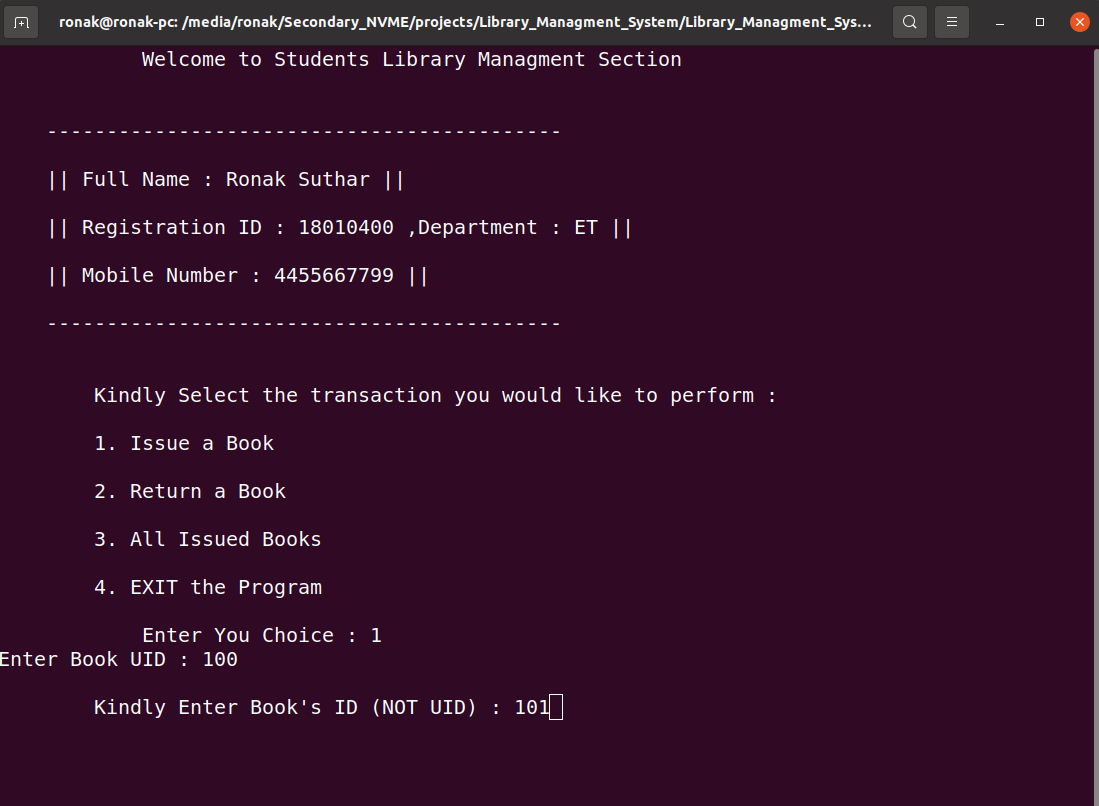 ronak@ronak-pc: /media/ronak/Secondary_NVME/projects/Library_Managment_System/Library_Managment_Sys...
Welcome to Students Library Managment Section
-------------------------------------------
|| Full Name : Ronak Suthar ||
|| Registration ID : 18010400 ,Department : ET ||
|| Mobile Number : 4455667799 ||
-------------------------------------------
Kindly Select the transaction you would like to perform :
1. Issue a Book
2. Return a Book
3. All Issued Books
4. EXIT the Program
Enter You Choice : 1
Enter Book UID : 100
Kindly Enter Book's ID (NOT UID) : 101